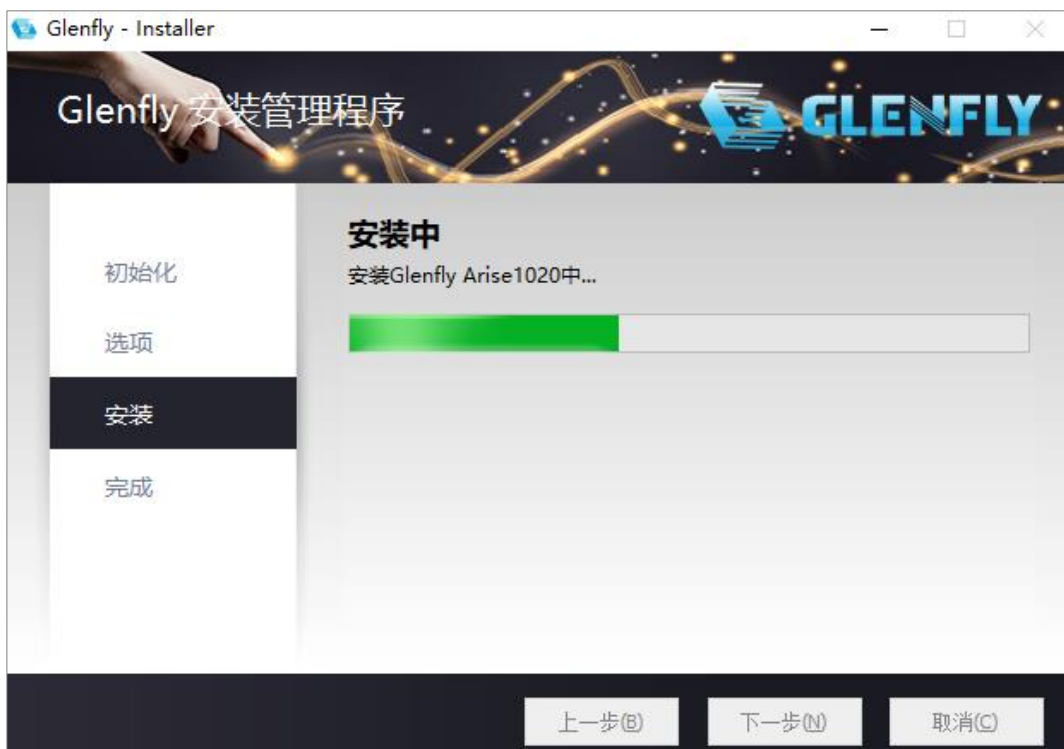 Glenfly - Installer
Glenfly 安装管理程序
GLENFLY
初始化
选项
安装
完成
安装中
安装Glenfly Arise1020中...
上一步(B)
下一步(N)
取消(C)